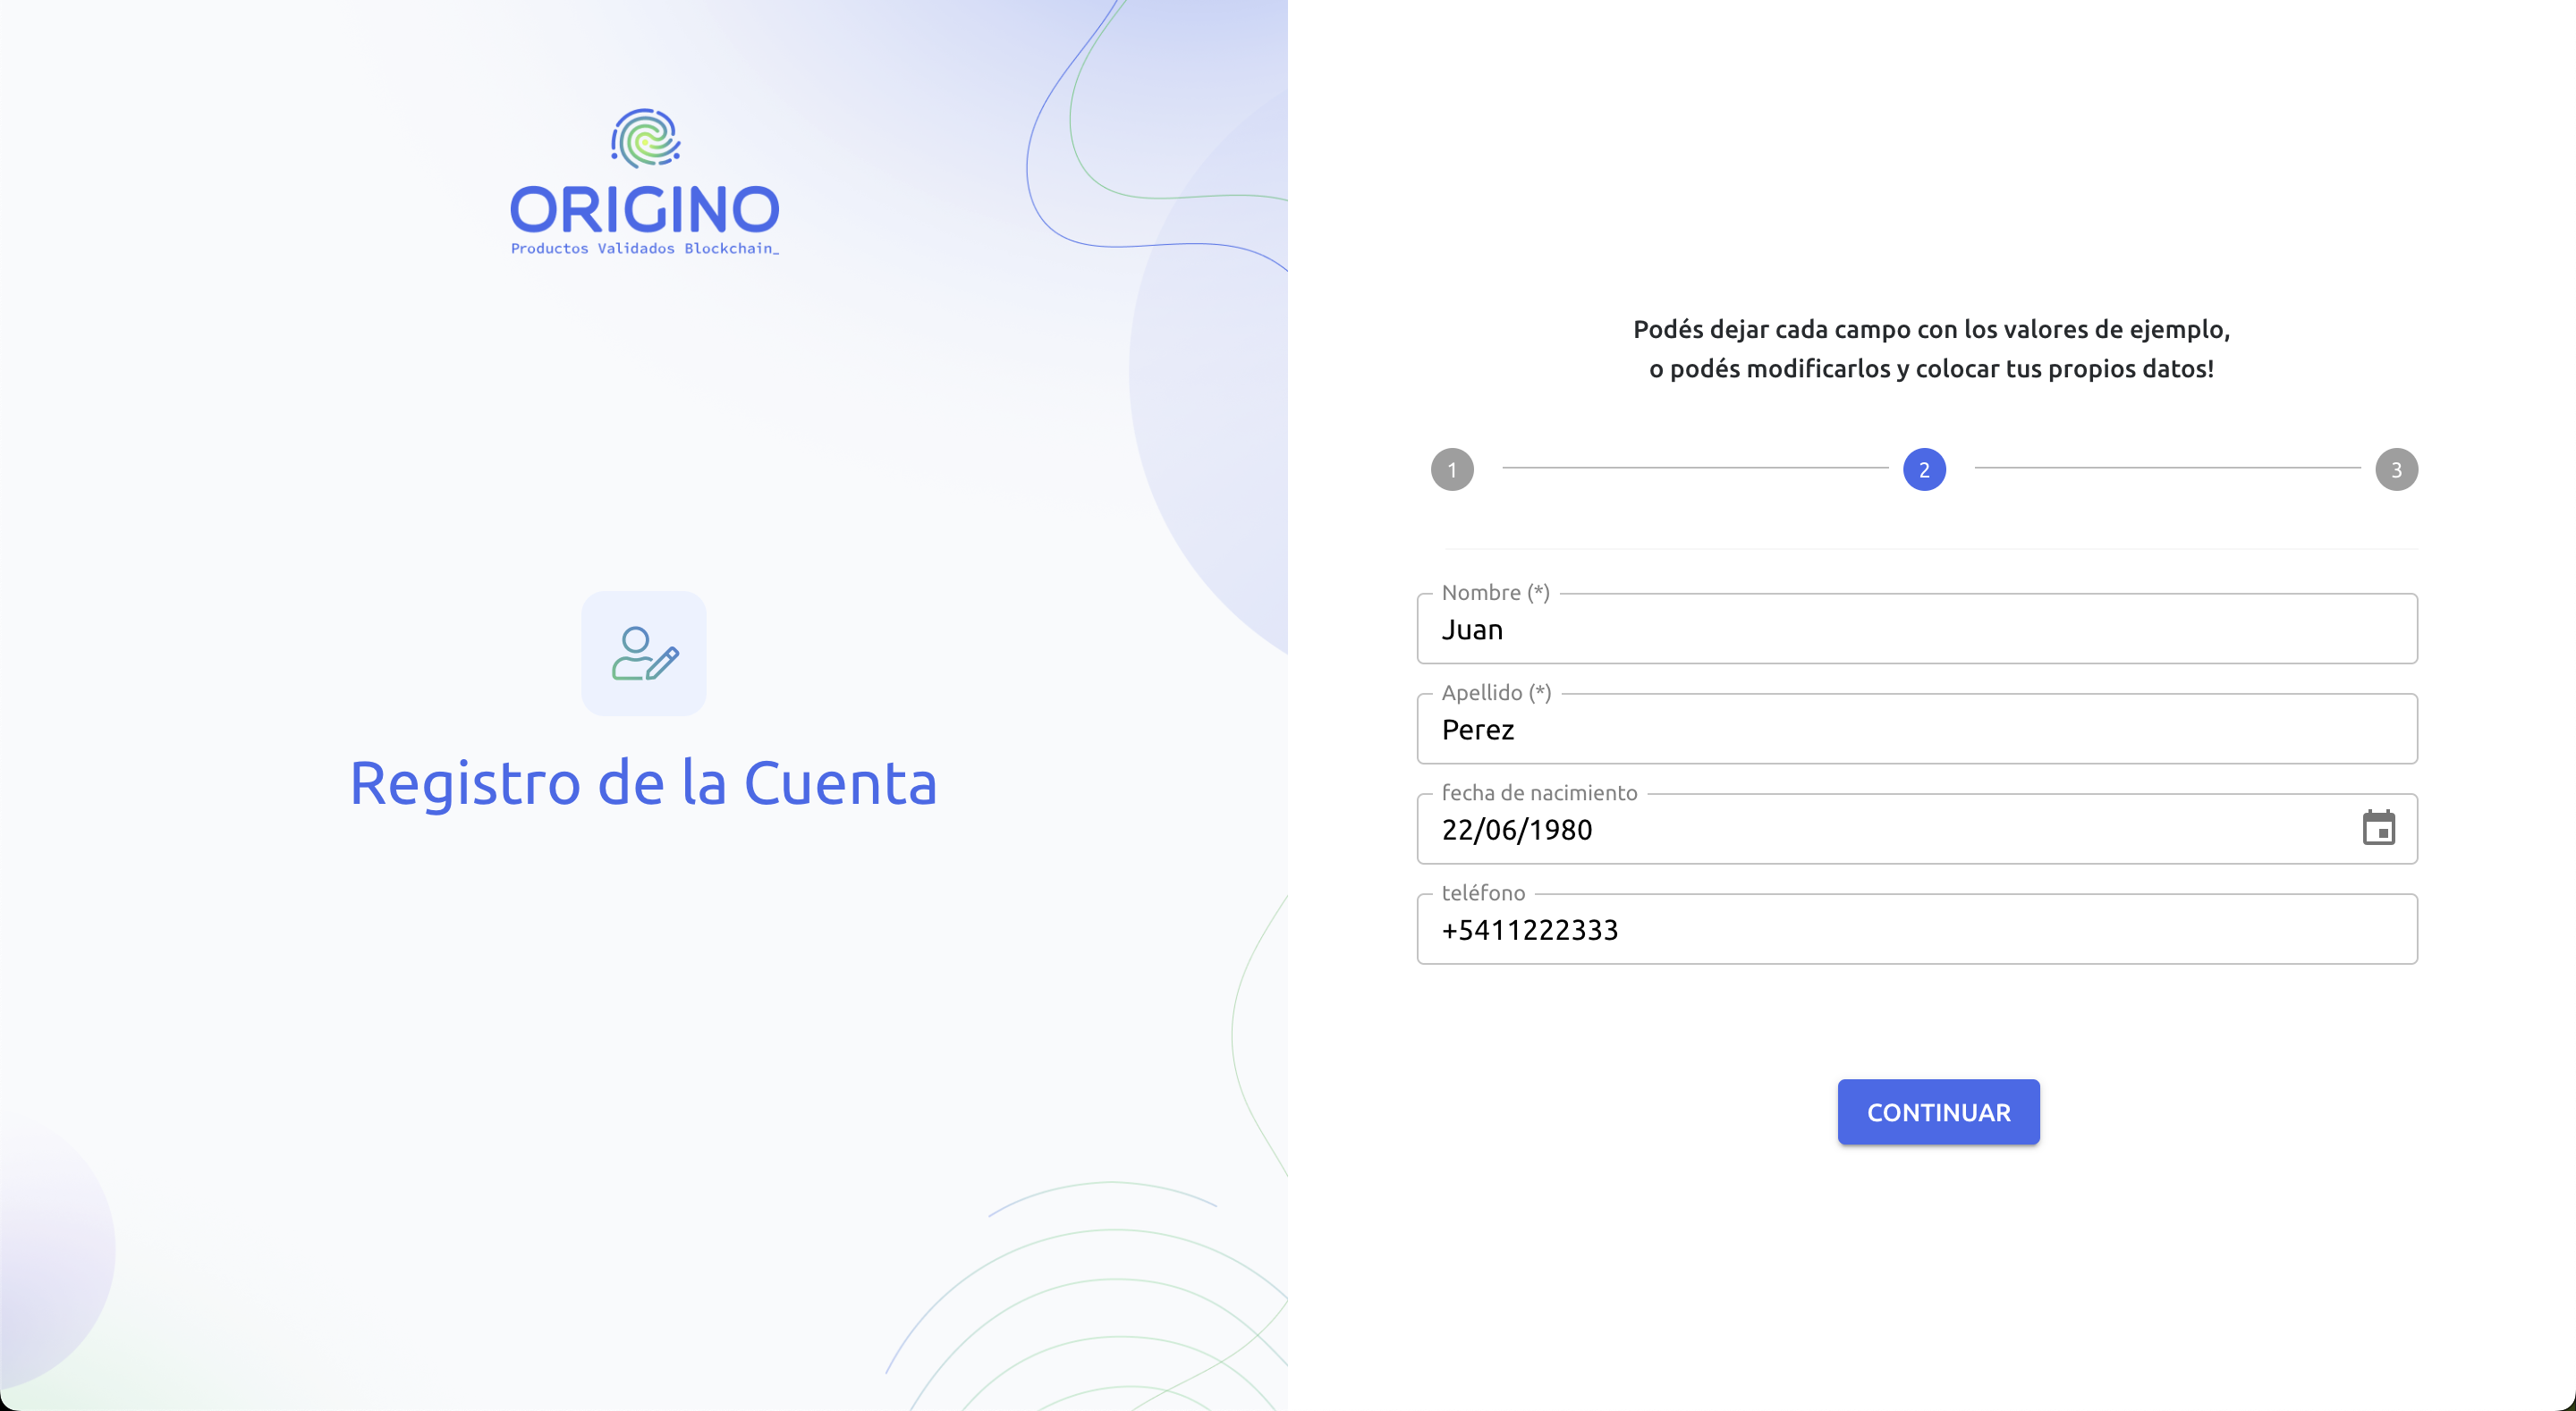 ORIGINO
Productos Validados Blockchain_
Registro de la Cuenta
Podés dejar cada campo con los valores de ejemplo,
o podés modificarlos y colocar tus propios datos!
1
2
3
Nombre (*)
Juan
Apellido (*)
Perez
fecha de nacimiento
22/06/1980
teléfono
+5411222333
CONTINUAR